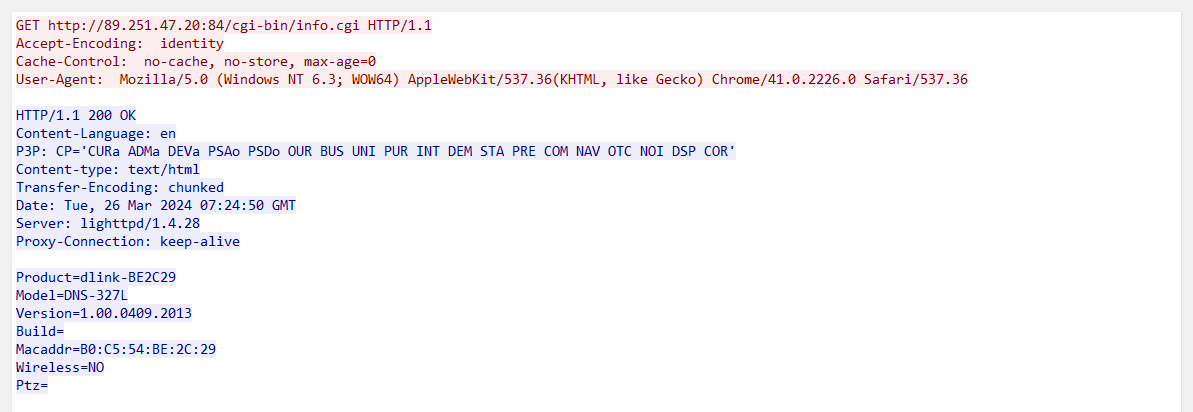 GET http://89.251.47.20:84/cgi-bin/info.cgi HTTP/1.1
Accept-Encoding:  identity
Cache-Control:  no-cache, no-store, max-age=0
User-Agent:  Mozilla/5.0 (Windows NT 6.3; WOW64) AppleWebKit/537.36(KHTML, like Gecko) Chrome/41.0.2226.0 Safari/537.36
HTTP/1.1 200 OK
Content-Language: en
P3P: CP='CURa ADMa DEVa PSAo PSDo OUR BUS UNI PUR INT DEM STA PRE COM NAV OTC NOI DSP COR'
Content-type: text/html
Transfer-Encoding: chunked
Date: Tue, 26 Mar 2024 07:24:50 GMT
Server: lighttpd/1.4.28
Proxy-Connection: keep-alive
Product=dlink-BE2C29
Model=DNS-327L
Version=1.00.0409.2013
Build=
Macaddr=B0:C5:54:BE:2C:29
Wireless=NO
Ptz=